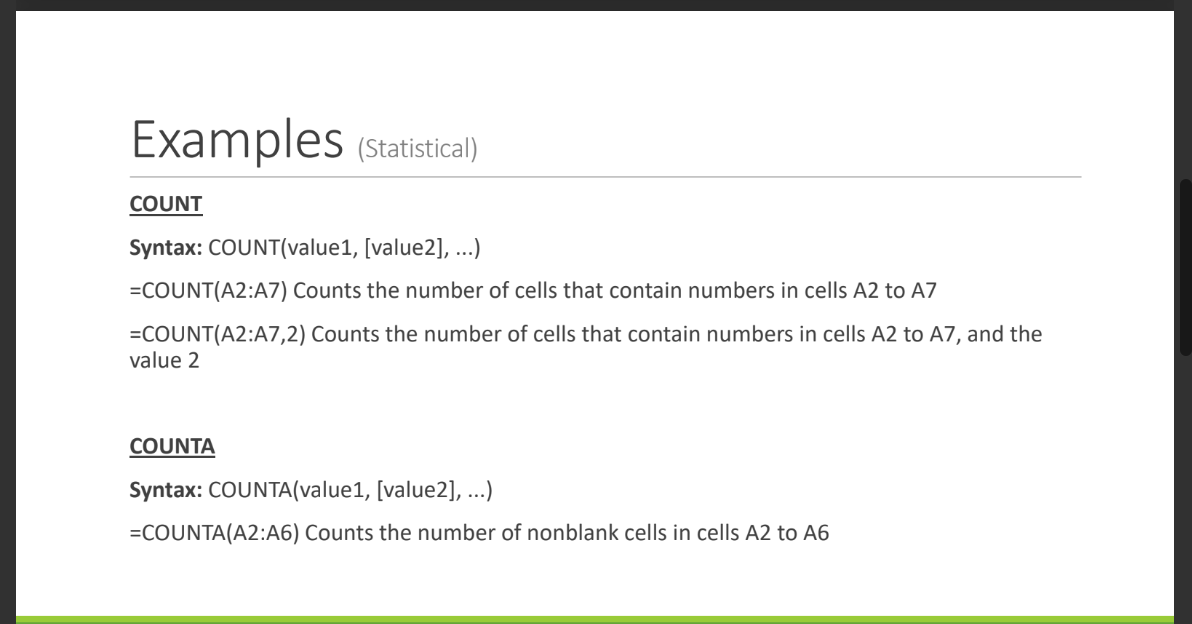 Examples (Statistical)
COUNT
Syntax: COUNT(value1, [value2], ...)
=COUNT(A2:A7) Counts the number of cells that contain numbers in cells A2 to A7
=COUNT(A2:A7,2) Counts the number of cells that contain numbers in cells A2 to A7, and the
value 2
COUNTA
Syntax: COUNTA(value1, [value2], ...)
=COUNTA(A2:A6) Counts the number of nonblank cells in cells A2 to A6